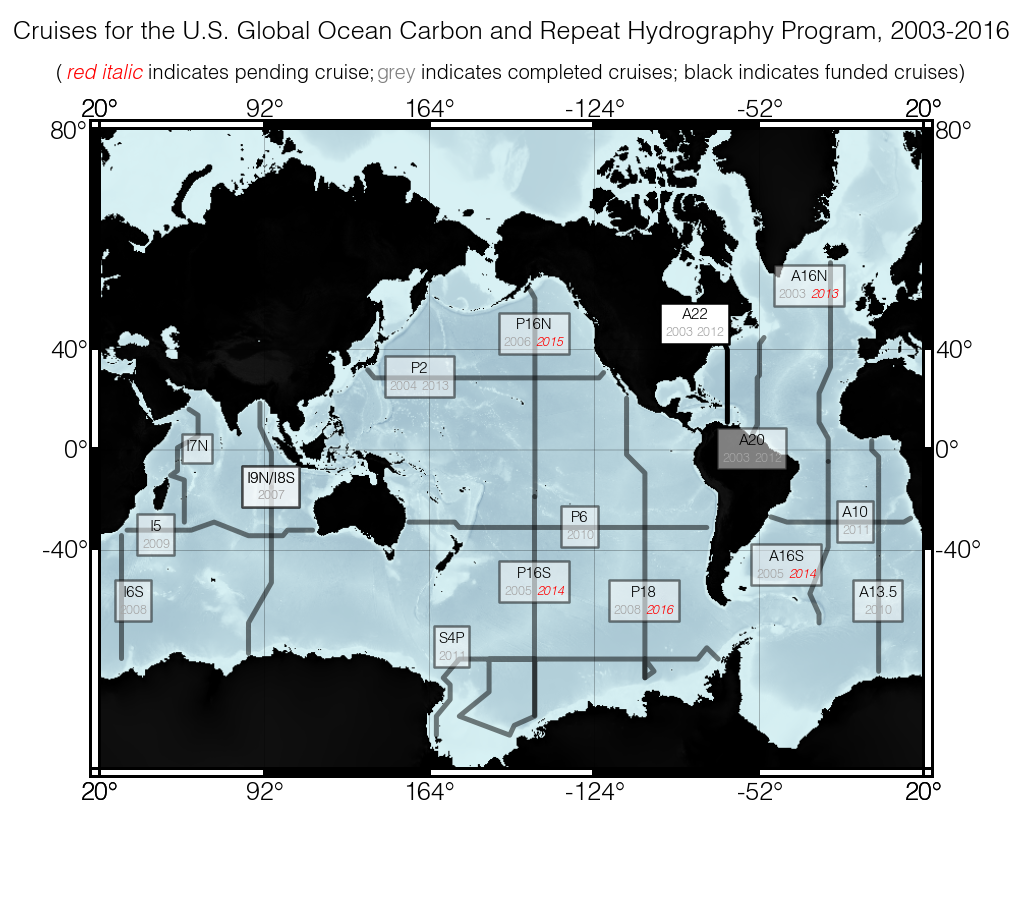 Cruises for the U.S. Global Ocean Carbon and Repeat Hydrography Program, 2003-2016
( red italic indicates pending cruise; grey indicates completed cruises; black indicates funded cruises)
20° 92° 164° -124° -52° 20°
80° 80°
A16N
2003 2013
A22
2003 2012
P16N
2006 2015
40° 40°
P2
2004 2013
A20
2003 2012
I7N
0° 0°
I9N/I8S
2007
A10
2011
P6
2010
I5
2009
-40° -40°
A16S
2005 2014
P16S
2005 2014
I6S
2008
P18
2008 2016
A13.5
2010
S4P
2011
20° 92° 164° -124° -52° 20°